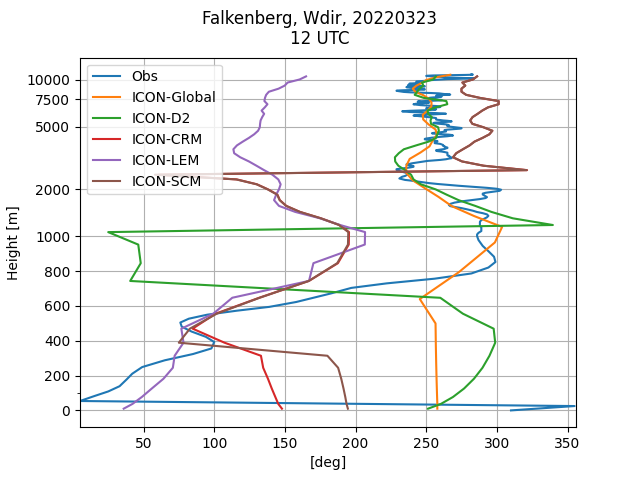 Falkenberg, Wdir, 20220323
12 UTC
Obs
ICON-Global
ICON-D2
ICON-CRM
ICON-LEM
ICON-SCM
Height [m]
10000
7500
5000
2000
1000
800
600
400
200
0
50
100
150
200
250
300
350
[deg]